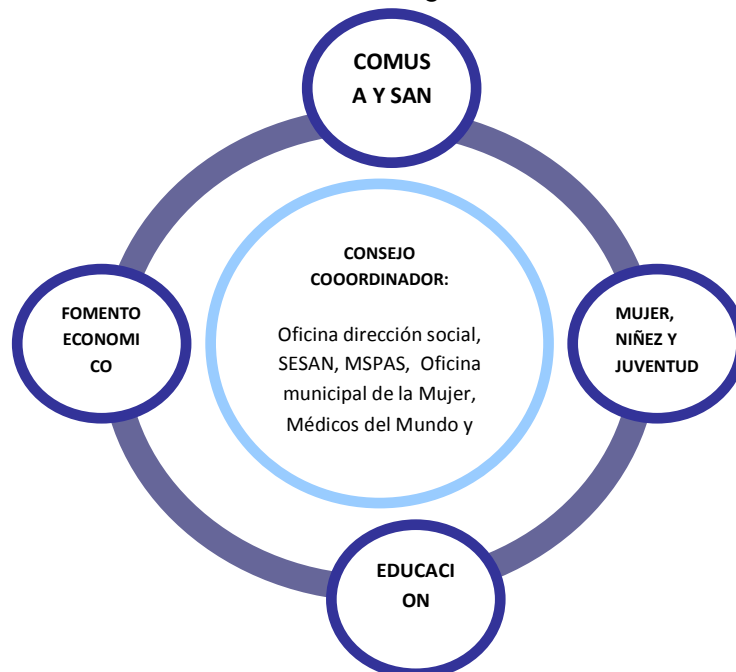 COMUS
A Y SAN
CONSEJO
COOORDINADOR:
Oficina dirección social,
SESAN, MSPAS, Oficina
municipal de la Mujer,
Médicos del Mundo y
FOMENTO
ECONOMI
CO
MUJER,
NIÑEZ Y
JUVENTUD
EDUCACI
ON